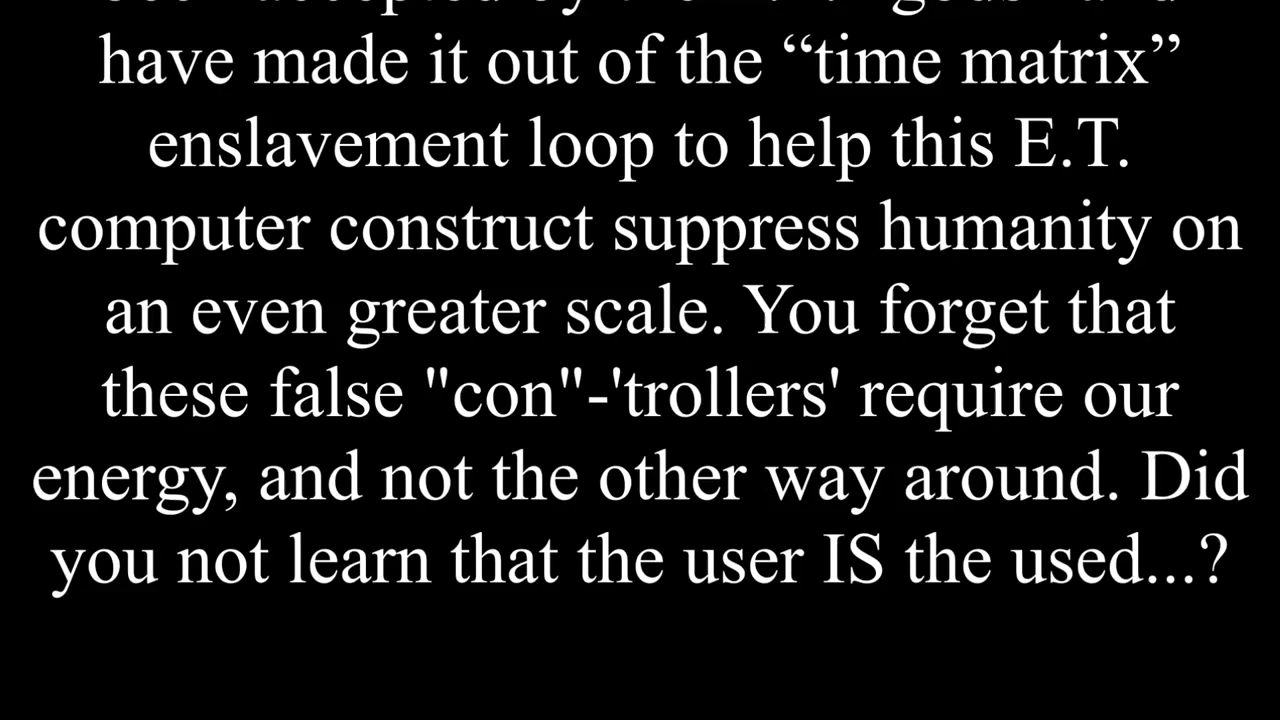 accepted by
have made it out of the “time matrix”
enslavement loop to help this E.T.
computer construct suppress humanity on
an even greater scale. You forget that
these false "con"-'trollers' require our
energy, and not the other way around. Did
you not learn that the user IS the used...?